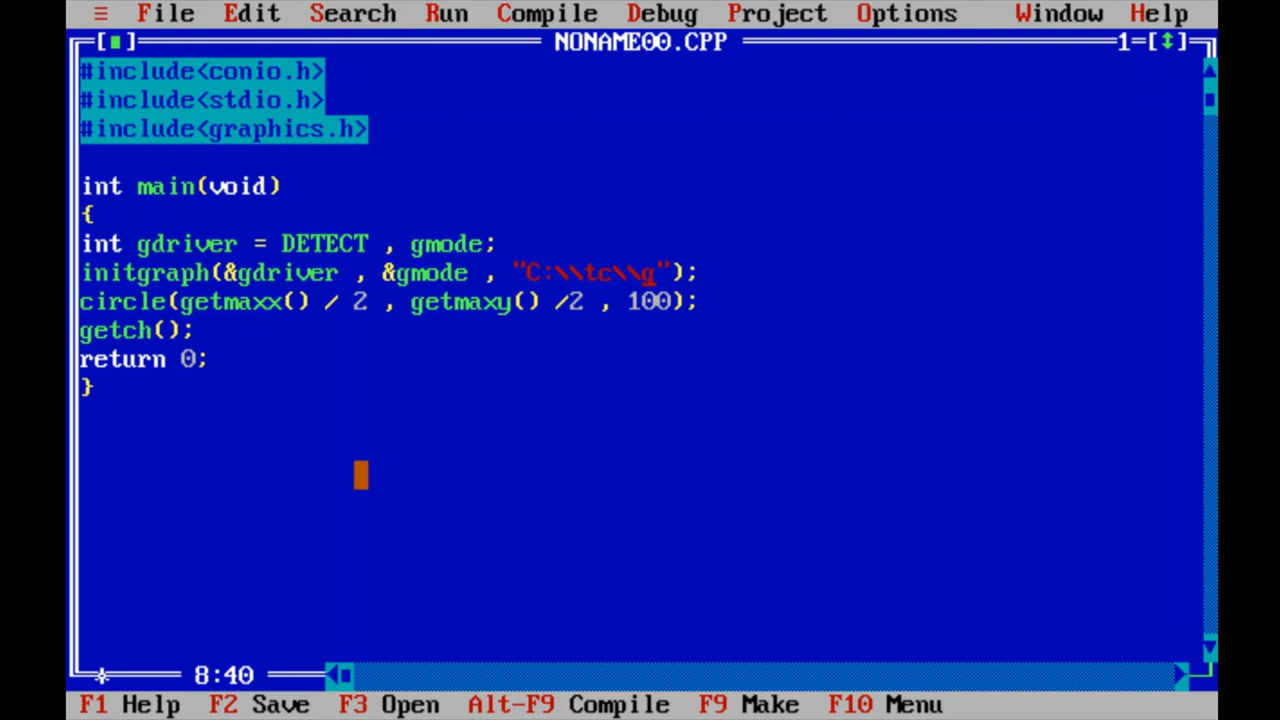 ≡ File Edit Search Run Compile Debug Project Options Window Help
[■] NONAME00.CPP 1=[↕]
#include<conio.h>
#include<stdio.h>
#include<graphics.h>
int main(void)
{
int gdriver = DETECT , gmode;
initgraph(&gdriver , &gmode , "C:\\tc\\g");
circle(getmaxx() / 2 , getmaxy() /2 , 100);
getch();
return 0;
}
8:40
F1 Help F2 Save F3 Open Alt-F9 Compile F9 Make F10 Menu